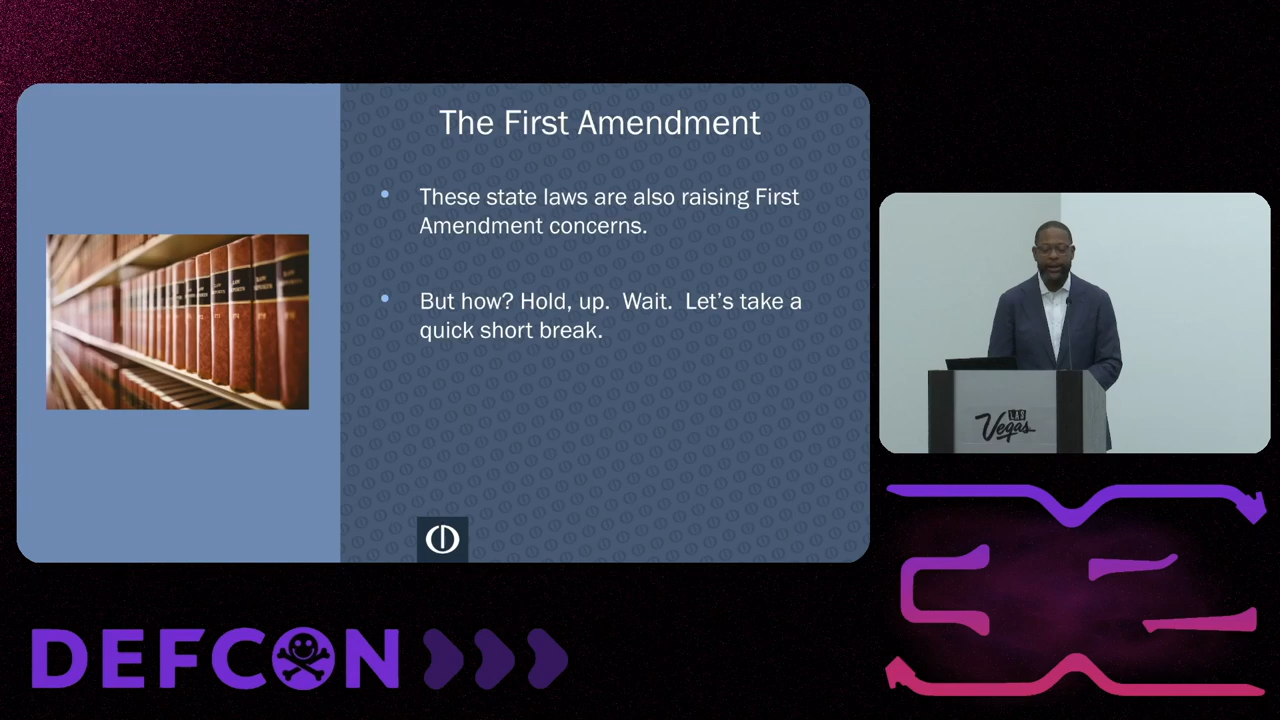 The First Amendment
These state laws are also raising First
Amendment concerns.
But how? Hold, up.  Wait.  Let's take a
quick short break.
LAS
Vegas
DEFCON